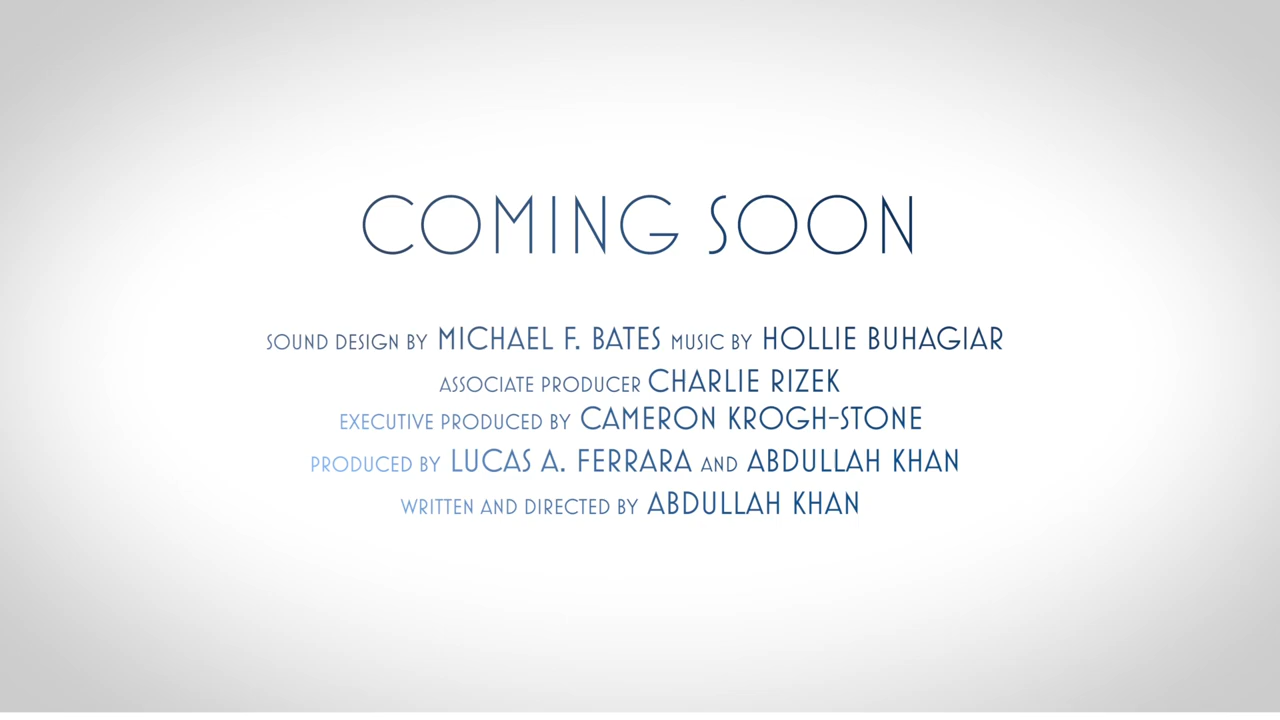 COMING SOON
SOUND DESIGN BY MICHAEL F. BATES MUSIC BY HOLLIE BUHAGIAR
ASSOCIATE PRODUCER CHARLIE RIZEK
EXECUTIVE PRODUCED BY CAMERON KROGH-STONE
PRODUCED BY LUCAS A. FERRARA AND ABDULLAH KHAN
WRITTEN AND DIRECTED BY ABDULLAH KHAN